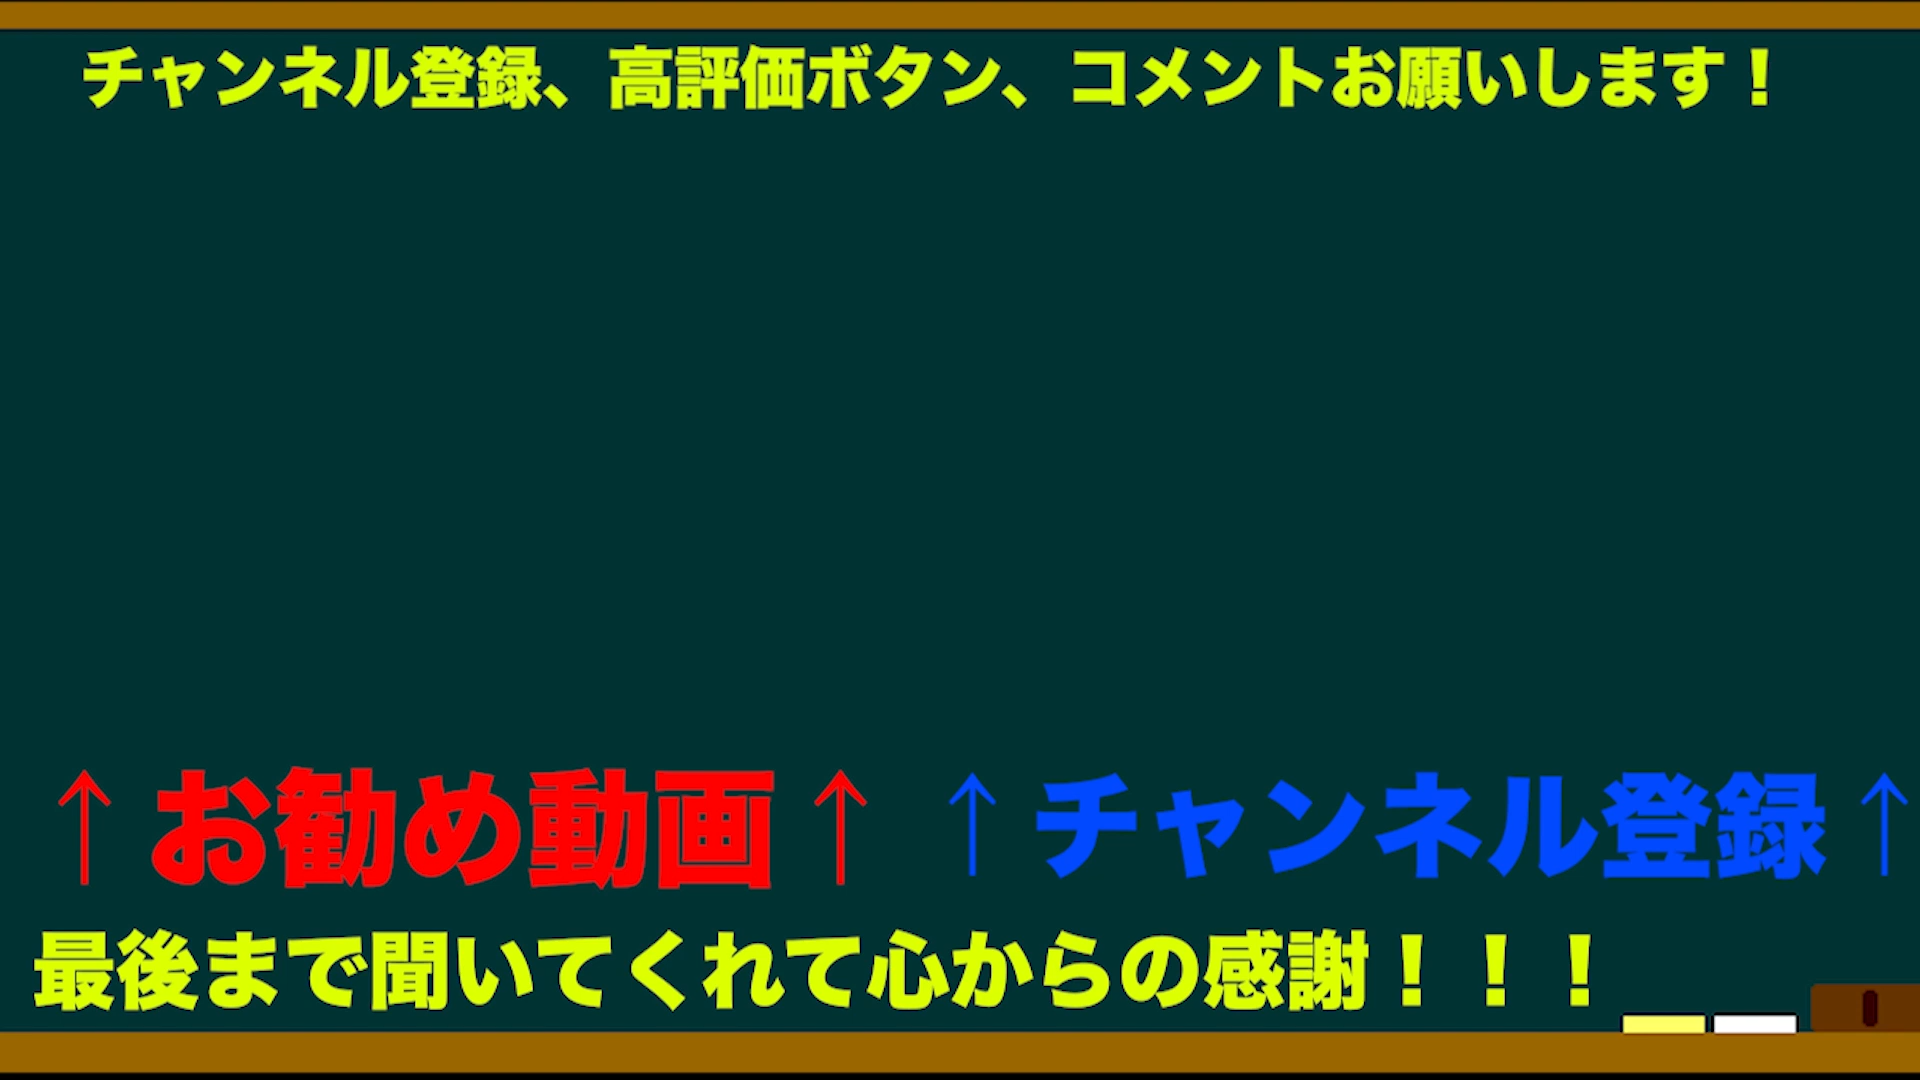 チャンネル登録、高評価ボタン、コメントお願いします！
↑お勧め動画↑ ↑チャンネル登録↑
最後まで聞いてくれて心からの感謝！！！